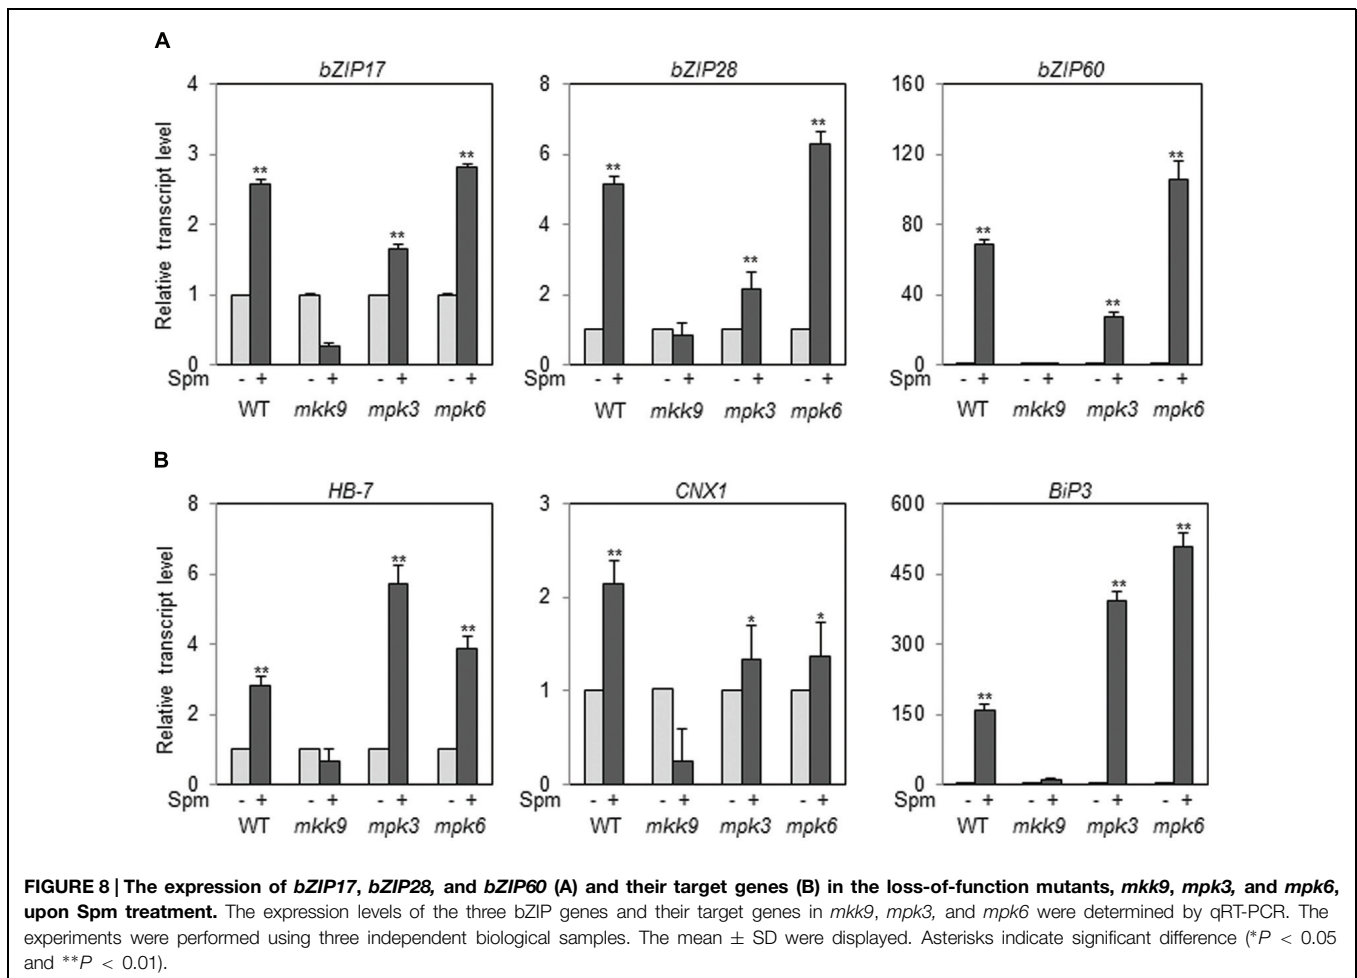 A
bZIP17 bZIP28 bZIP60
4 8 160
** ** ** **
3 6 120
** ** **
2 4 80
** **
1 2 40
0 0 0
Relative transcript level
Spm - + - + - + - + Spm - + - + - + - + Spm - + - + - + - +
WT mkk9 mpk3 mpk6 WT mkk9 mpk3 mpk6 WT mkk9 mpk3 mpk6
B
HB-7 CNX1 BiP3
8 3 600
** ** **
6 450
** 2 * * **
4 300
** 1 **
2 150
0 0 0
Relative transcript level
Spm - + - + - + - + Spm - + - + - + - + Spm - + - + - + - +
WT mkk9 mpk3 mpk6 WT mkk9 mpk3 mpk6 WT mkk9 mpk3 mpk6
FIGURE 8 | The expression of bZIP17, bZIP28, and bZIP60 (A) and their target genes (B) in the loss-of-function mutants, mkk9, mpk3, and mpk6,
upon Spm treatment. The expression levels of the three bZIP genes and their target genes in mkk9, mpk3, and mpk6 were determined by qRT-PCR. The
experiments were performed using three independent biological samples. The mean ± SD were displayed. Asterisks indicate significant difference (*P < 0.05
and **P < 0.01).